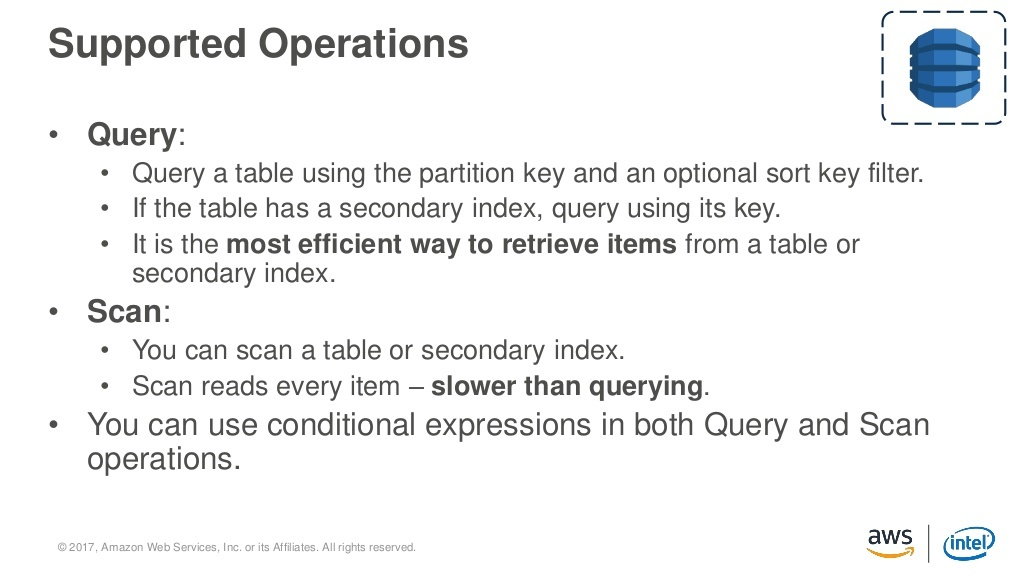 Supported Operations
• Query:
• Query a table using the partition key and an optional sort key filter.
• If the table has a secondary index, query using its key.
• It is the most efficient way to retrieve items from a table or
secondary index.
• Scan:
• You can scan a table or secondary index.
• Scan reads every item – slower than querying.
• You can use conditional expressions in both Query and Scan
operations.
© 2017, Amazon Web Services, Inc. or its Affiliates. All rights reserved.
aws
intel